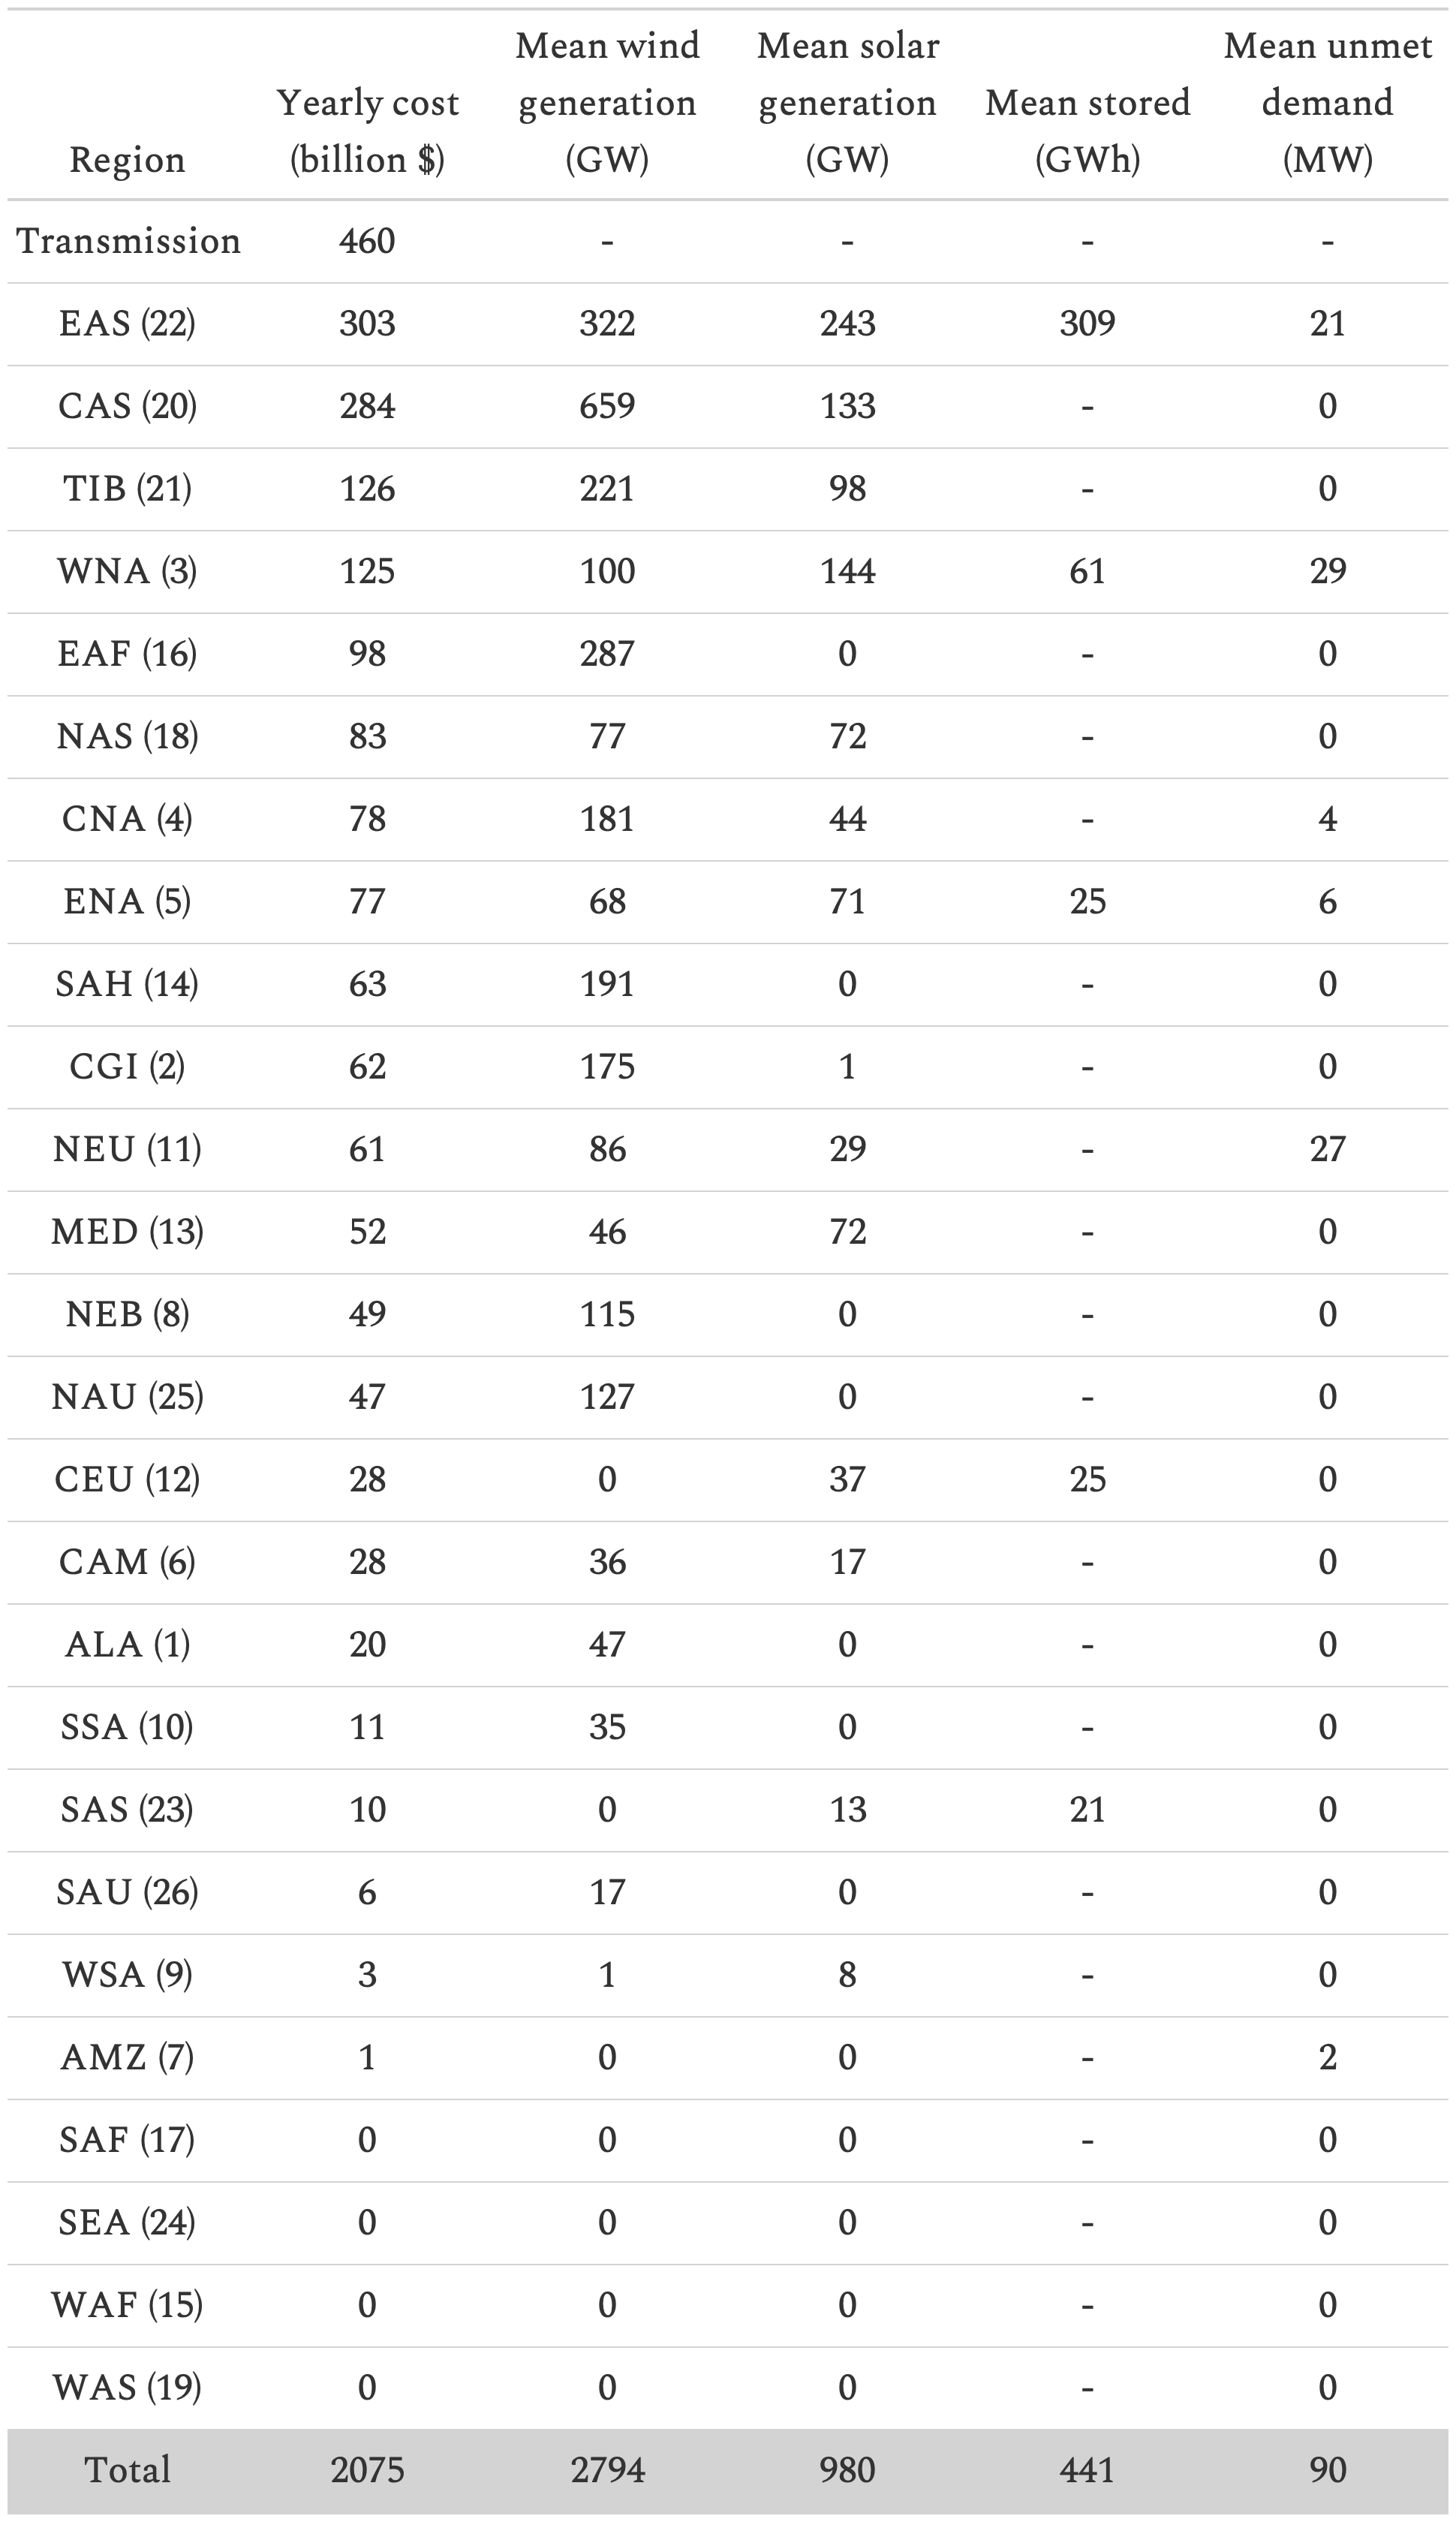 Region Yearly cost (billion $) Mean wind generation (GW) Mean solar generation (GW) Mean stored (GWh) Mean unmet demand (MW)
Transmission 460 - - - -
EAS (22) 303 322 243 309 21
CAS (20) 284 659 133 - 0
TIB (21) 126 221 98 - 0
WNA (3) 125 100 144 61 29
EAF (16) 98 287 0 - 0
NAS (18) 83 77 72 - 0
CNA (4) 78 181 44 - 4
ENA (5) 77 68 71 25 6
SAH (14) 63 191 0 - 0
CGI (2) 62 175 1 - 0
NEU (11) 61 86 29 - 27
MED (13) 52 46 72 - 0
NEB (8) 49 115 0 - 0
NAU (25) 47 127 0 - 0
CEU (12) 28 0 37 25 0
CAM (6) 28 36 17 - 0
ALA (1) 20 47 0 - 0
SSA (10) 11 35 0 - 0
SAS (23) 10 0 13 21 0
SAU (26) 6 17 0 - 0
WSA (9) 3 1 8 - 0
AMZ (7) 1 0 0 - 2
SAF (17) 0 0 0 - 0
SEA (24) 0 0 0 - 0
WAF (15) 0 0 0 - 0
WAS (19) 0 0 0 - 0
Total 2075 2794 980 441 90